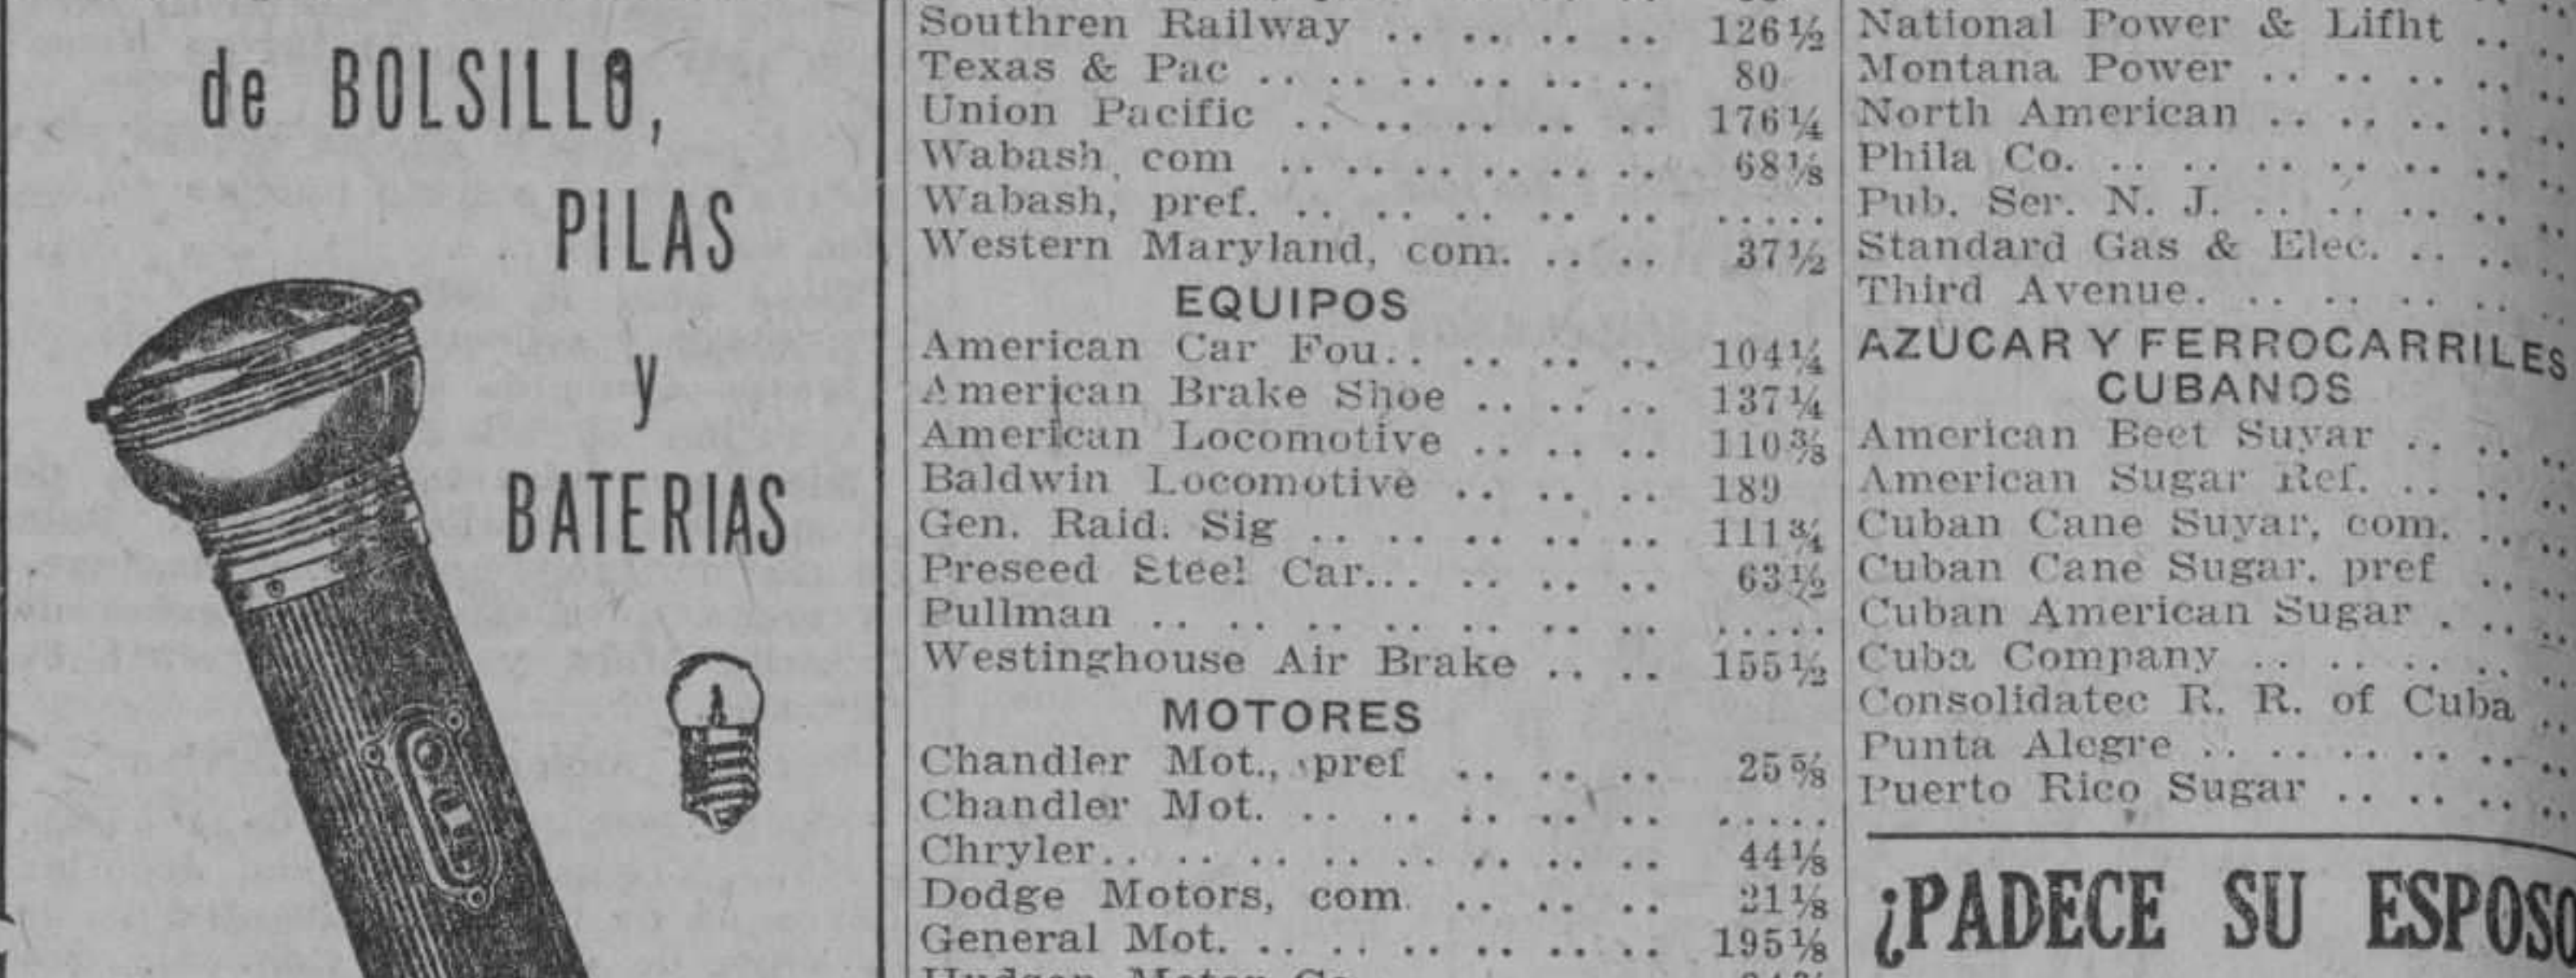 de BOLSILLO,
PILAS
y
BATERIAS
Southren Railway .. .. .. .. 126½
Texas & Pac .. .. .. .. .. 80
Union Pacific .. .. .. .. .. 176¼
Wabash, com .. .. .. .. .. 68⅛
Wabash, pref. .. .. .. .. .. .....
Western Maryland, com. .. .. 37½
EQUIPOS
American Car Fou.. .. .. .. 104¼
American Brake Shoe .. .. .. 137¼
American Locomotive .. .. .. 110⅜
Baldwin Locomotive .. .. .. 189
Gen. Raid. Sig .. .. .. .. .. 111¾
Preseed Steel Car... .. .. .. 63½
Pullman .. .. .. .. .. .. .. .....
Westinghouse Air Brake .. .. 155½
MOTORES
Chandler Mot., pref .. .. .. 25⅝
Chandler Mot. .. .. .. .. .. .....
Chryler.. .. .. .. .. .. .. 44⅛
Dodge Motors, com. .. .. .. 21⅛
General Mot. .. .. .. .. .. 195⅛
National Power & Lifht ..
Montana Power .. .. .. ..
North American .. .. .. ..
Phila Co. .. .. .. .. .. ..
Pub. Ser. N. J. .. .. .. ..
Standard Gas & Elec. .. ..
Third Avenue. .. .. .. ..
AZUCAR Y FERROCARRILES
CUBANOS
American Beet Suyar .. ..
American Sugar Ref. .. ..
Cuban Cane Suyar, com. ..
Cuban Cane Sugar. pref ..
Cuban American Sugar . ..
Cuba Company .. .. .. ..
Consolidatec R. R. of Cuba ..
Punta Alegre .. .. .. .. ..
Puerto Rico Sugar .. .. ..
¿PADECE SU ESPOSO